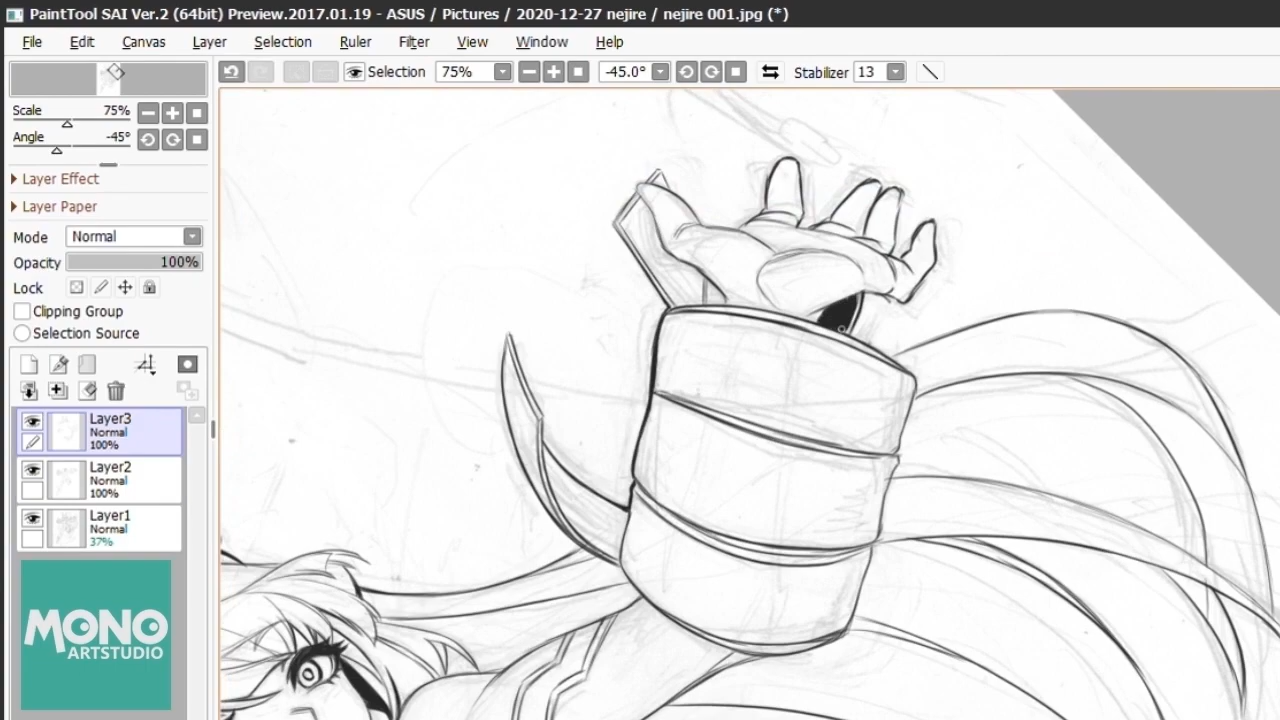 PaintTool SAI Ver.2 (64bit) Preview.2017.01.19 - ASUS / Pictures / 2020-12-27 nejire / nejire 001.jpg (*)
File Edit Canvas Layer Selection Ruler Filter View Window Help
Selection 75% -45.0° Stabilizer 13
Scale 75%
Angle -45°
Layer Effect
Layer Paper
Mode Normal
Opacity 100%
Lock
Clipping Group
Selection Source
Layer3
Normal
100%
Layer2
Normal
100%
Layer1
Normal
37%
MONO
ARTSTUDIO